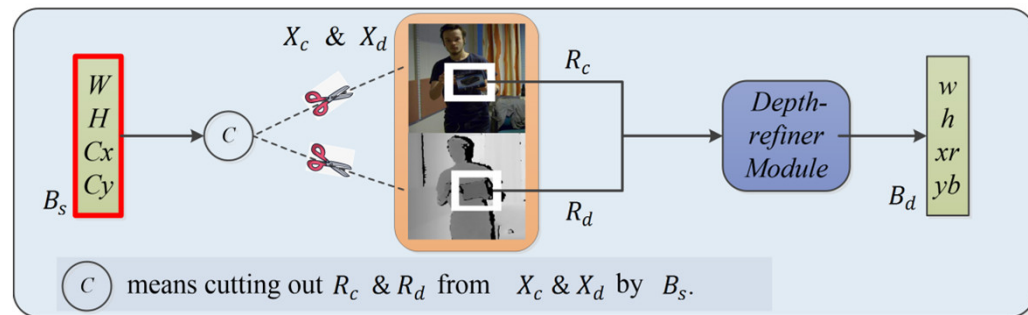 X_c & X_d
W
H
Cx
Cy
B_s
C
R_c
R_d
Depth-
refiner
Module
w
h
xr
yb
B_d
C means cutting out R_c & R_d from X_c & X_d by B_s.